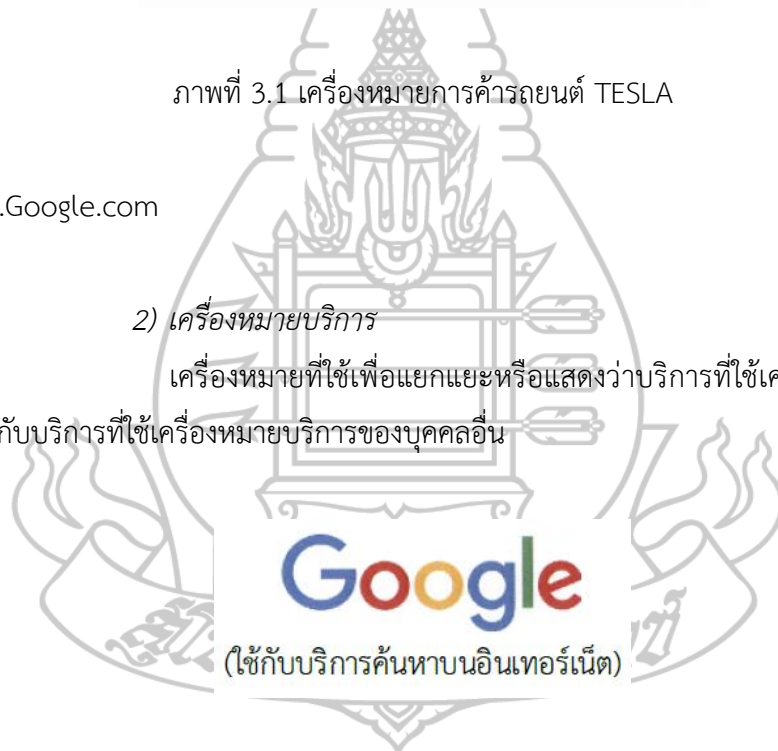 ภาพที่ 3.1 เครื่องหมายการค้ารถยนต์ TESLA
.Google.com
2) เครื่องหมายบริการ
เครื่องหมายที่ใช้เพื่อแยกแยะหรือแสดงว่าบริการที่ใช้เค
กับบริการที่ใช้เครื่องหมายบริการของบุคคลอื่น
Google
(ใช้กับบริการค้นหาบนอินเทอร์เน็ต)